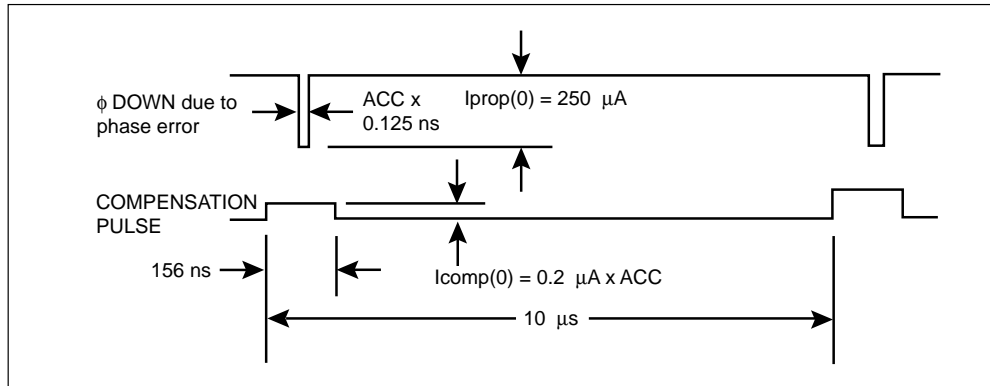 ϕ DOWN due to
phase error
ACC x
0.125 ns
Iprop(0) = 250 μA
COMPENSATION
PULSE
156 ns
Icomp(0) = 0.2 μA x ACC
10 μs